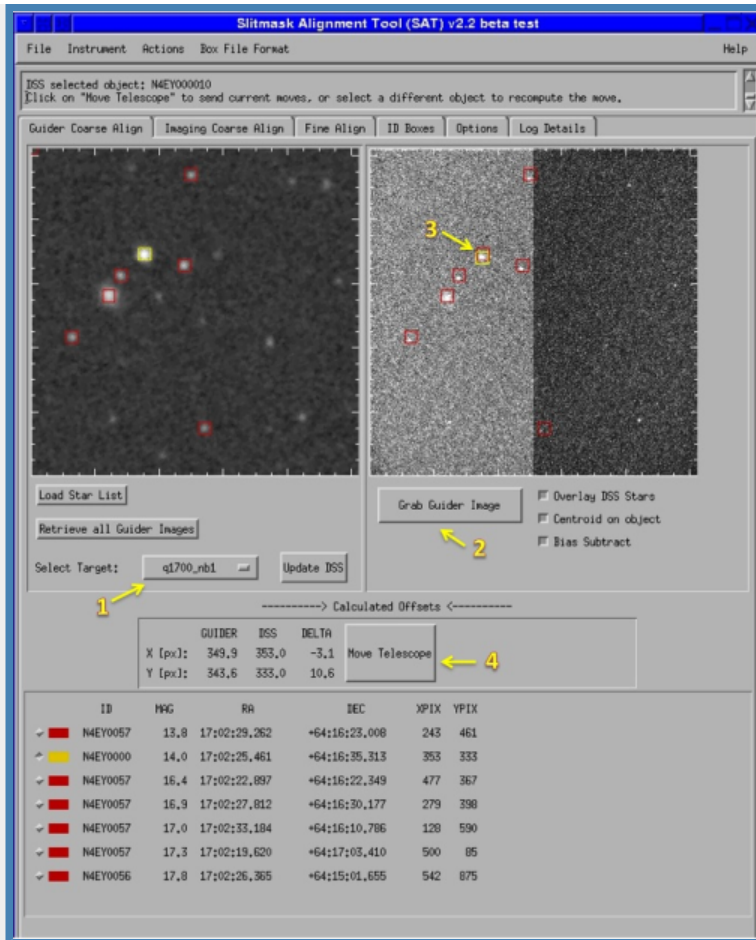 Slitmask Alignment Tool (SAT) v2.2 beta test
File Instrument Actions Box File Format Help
DSS selected object: N4EY000010
Click on "Move Telescope" to send current moves, or select a different object to recompute the move.
Guider Coarse Align Imaging Coarse Align Fine Align ID Boxes Options Log Details
3
Load Star List
Retrieve all Guider Images
Select Target: q1700_nb1 Update DSS
1
Grab Guider Image
2
Overlay DSS Stars
Centroid on object
Bias Subtract
----------> Calculated Offsets <----------
GUIDER DSS DELTA
X [px]: 349.9 353.0 -3.1
Y [px]: 343.6 333.0 10.6
Move Telescope
4
ID MAG RA DEC XPIX YPIX
N4EY0057 13.8 17:02:29.262 +64:16:23.008 243 461
N4EY0000 14.0 17:02:25.461 +64:16:35.313 353 333
N4EY0057 16.4 17:02:22.897 +64:16:22.349 477 367
N4EY0057 16.9 17:02:27.812 +64:16:30.177 279 398
N4EY0057 17.0 17:02:33.184 +64:16:10.786 128 590
N4EY0057 17.3 17:02:19.620 +64:17:03.410 500 85
N4EY0056 17.8 17:02:26.365 +64:15:01.655 542 875